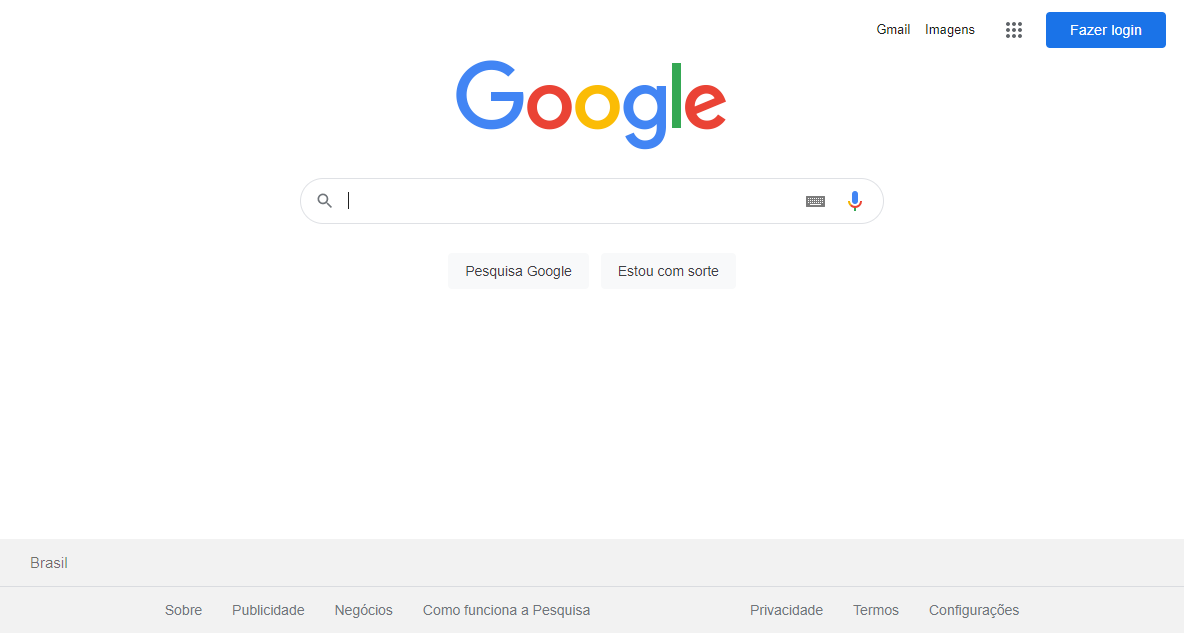 Gmail Imagens Fazer login
Google
Pesquisa Google Estou com sorte
Brasil
Sobre Publicidade Negócios Como funciona a Pesquisa Privacidade Termos Configurações